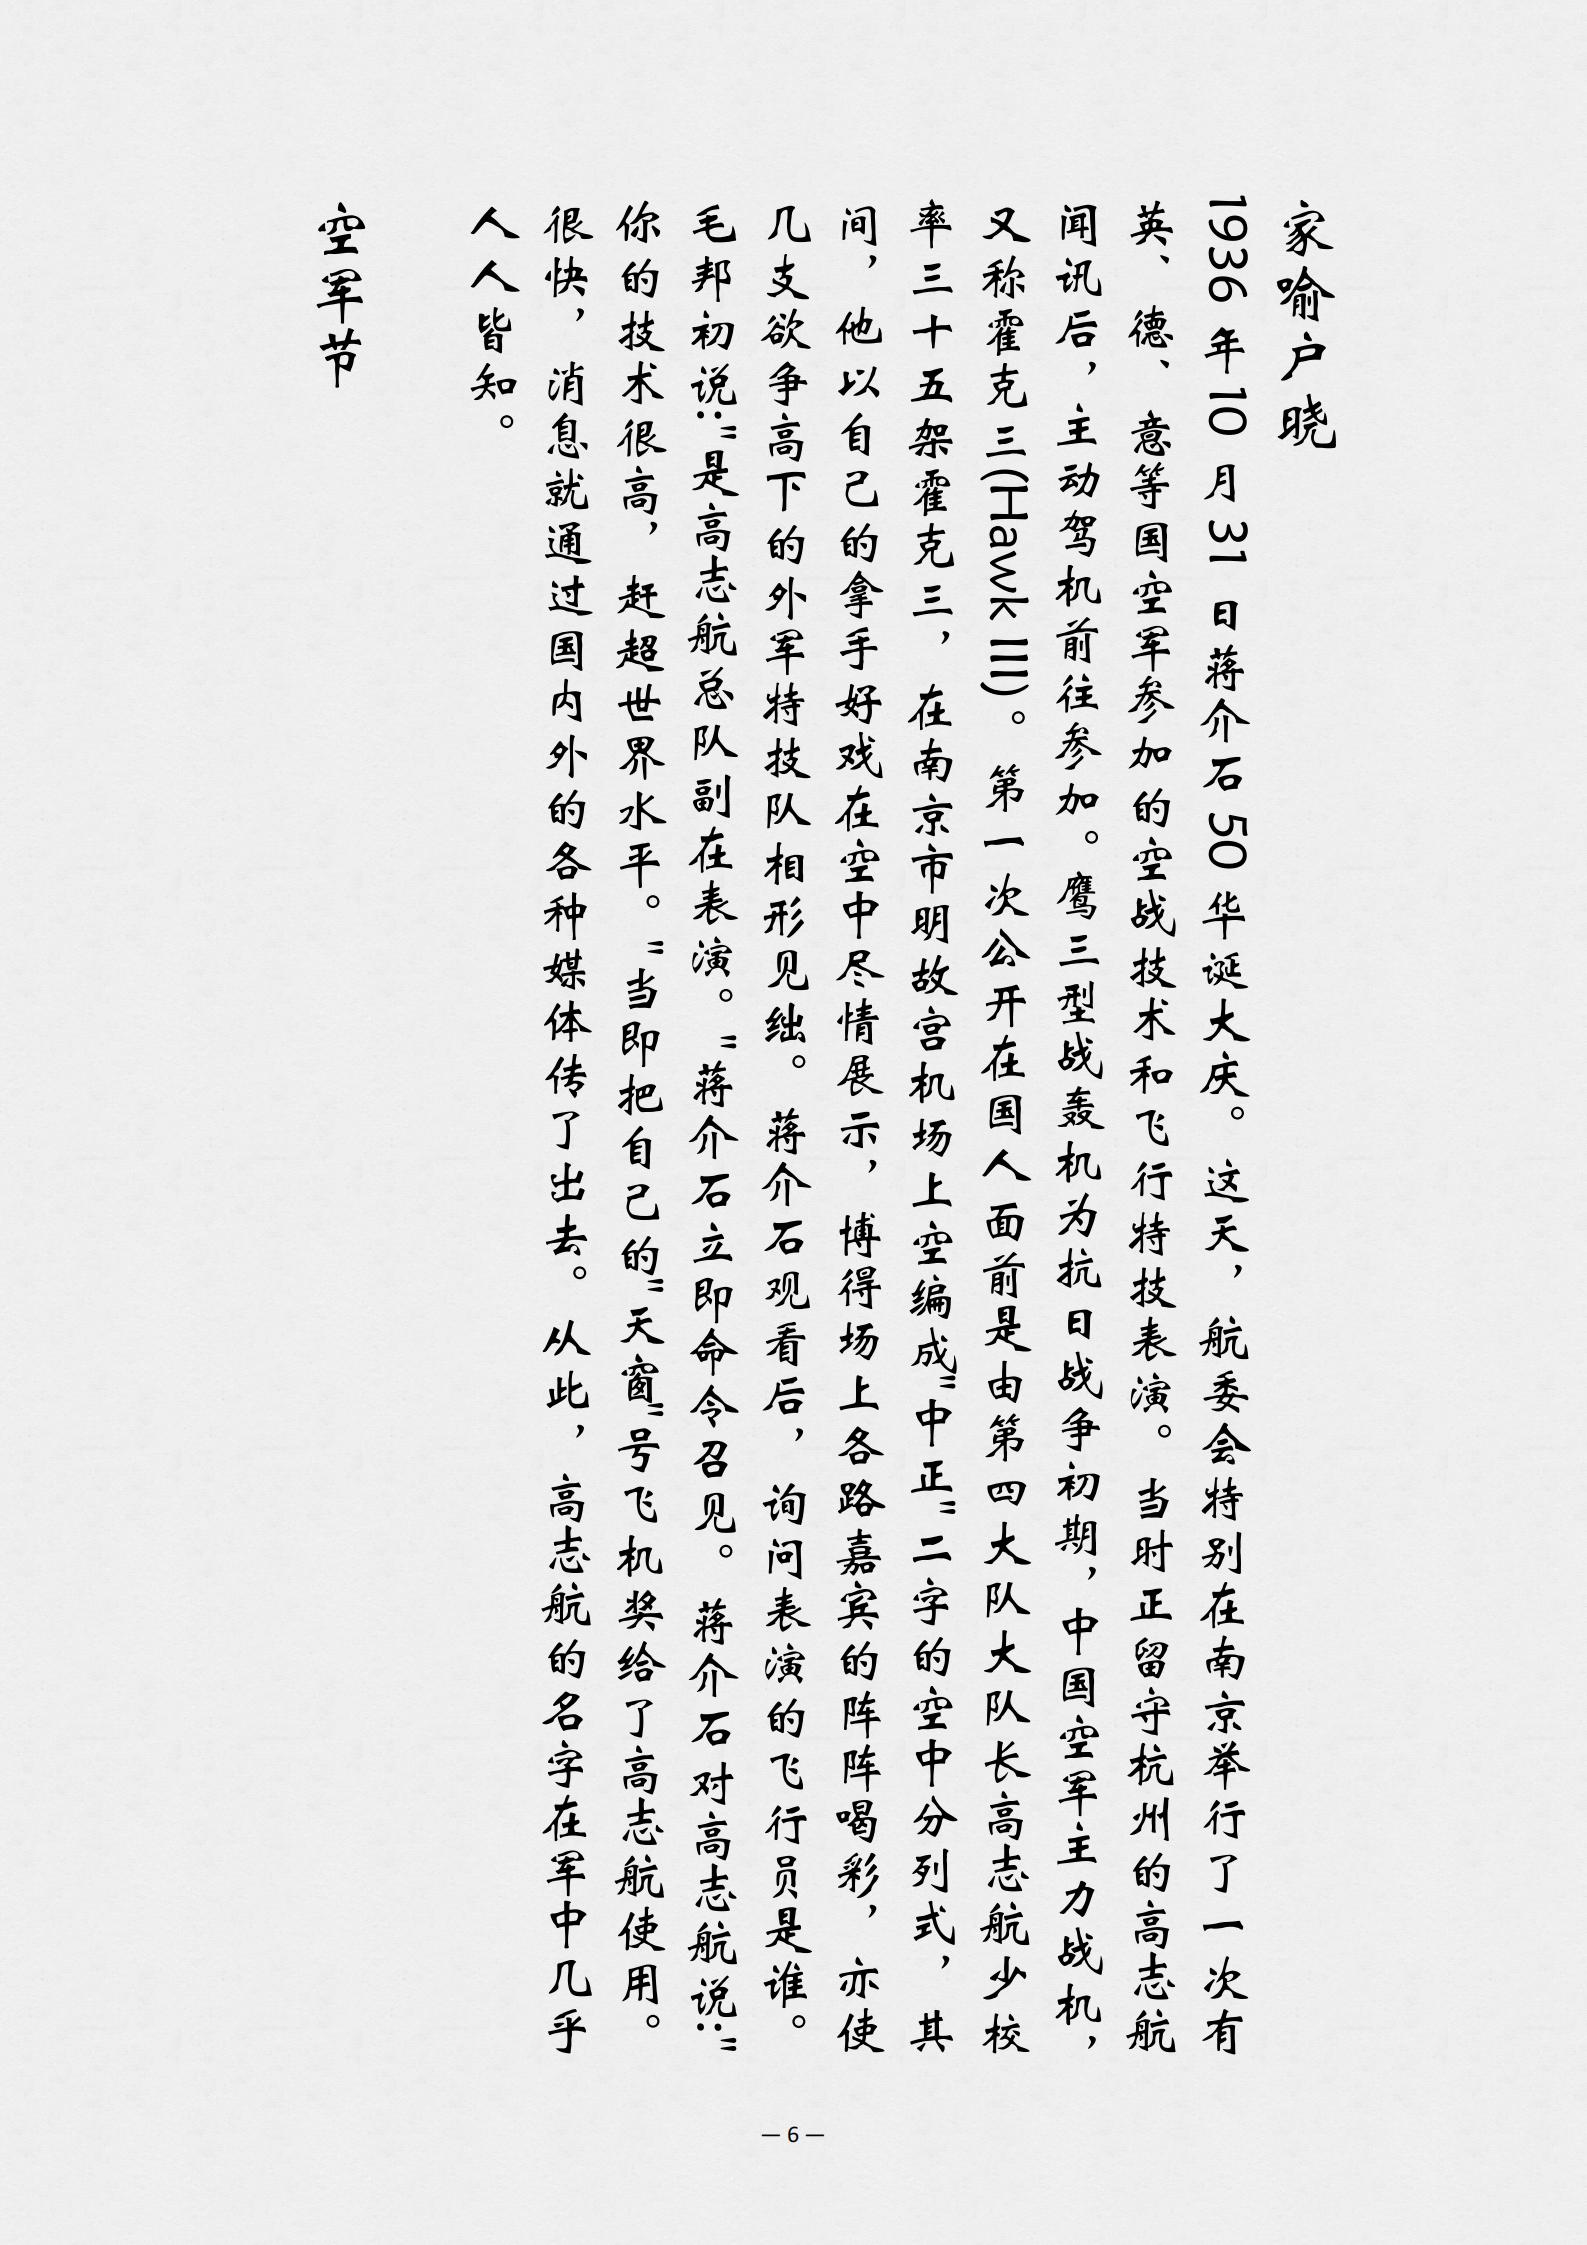 家喻户晓
1936 年 10 月 31 日蒋介石 50 华诞大庆。这天，航委会特别在南京举行了一次有
英、德、意等国空军参加的空战技术和飞行特技表演。当时正留守杭州的高志航
闻讯后，主动驾机前往参加。鹰三型战轰机为抗日战争初期，中国空军主力战机，
又称霍克三(Hawk III)。第一次公开在国人面前是由第四大队大队长高志航少校
率三十五架霍克三，在南京市明故宫机场上空编成"中正"二字的空中分列式，其
间，他以自己的拿手好戏在空中尽情展示，博得场上各路嘉宾的阵阵喝彩，亦使
几支欲争高下的外军特技队相形见绌。蒋介石观看后，询问表演的飞行员是谁。
毛邦初说:"是高志航总队副在表演。"蒋介石立即命令召见。蒋介石对高志航说:"
你的技术很高，赶超世界水平。"当即把自己的"天窗"号飞机奖给了高志航使用。
很快，消息就通过国内外的各种媒体传了出去。从此，高志航的名字在军中几乎
人人皆知。
空军节
— 6 —